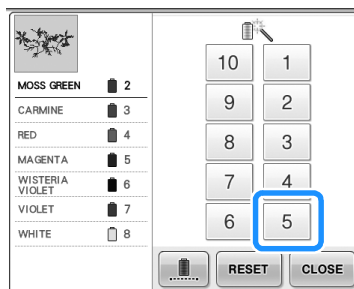 MOSS GREEN 2
CARMINE 3
RED 4
MAGENTA 5
WISTERIA
VIOLET 6
VIOLET 7
WHITE 8
10 1
9 2
8 3
7 4
6 5
RESET CLOSE